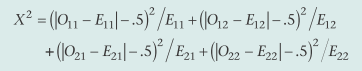 X² = (|O₁₁ − E₁₁| − .5)²/E₁₁ + (|O₁₂ − E₁₂| − .5)²/E₁₂
+ (|O₂₁ − E₂₁| − .5)²/E₂₁ + (|O₂₂ − E₂₂| − .5)²/E₂₂